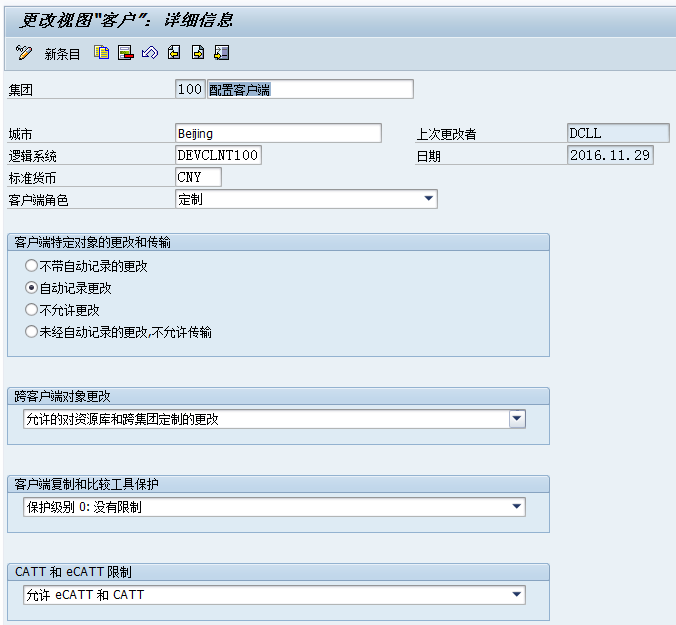 更改视图"客户": 详细信息
新条目
集团 100 配置客户端
城市 Beijing 上次更改者 DCLL
逻辑系统 DEVCLNT100 日期 2016.11.29
标准货币 CNY
客户端角色 定制
客户端特定对象的更改和传输
不带自动记录的更改
自动记录更改
不允许更改
未经自动记录的更改,不允许传输
跨客户端对象更改
允许的对资源库和跨集团定制的更改
客户端复制和比较工具保护
保护级别 0: 没有限制
CATT 和 eCATT 限制
允许 eCATT 和 CATT